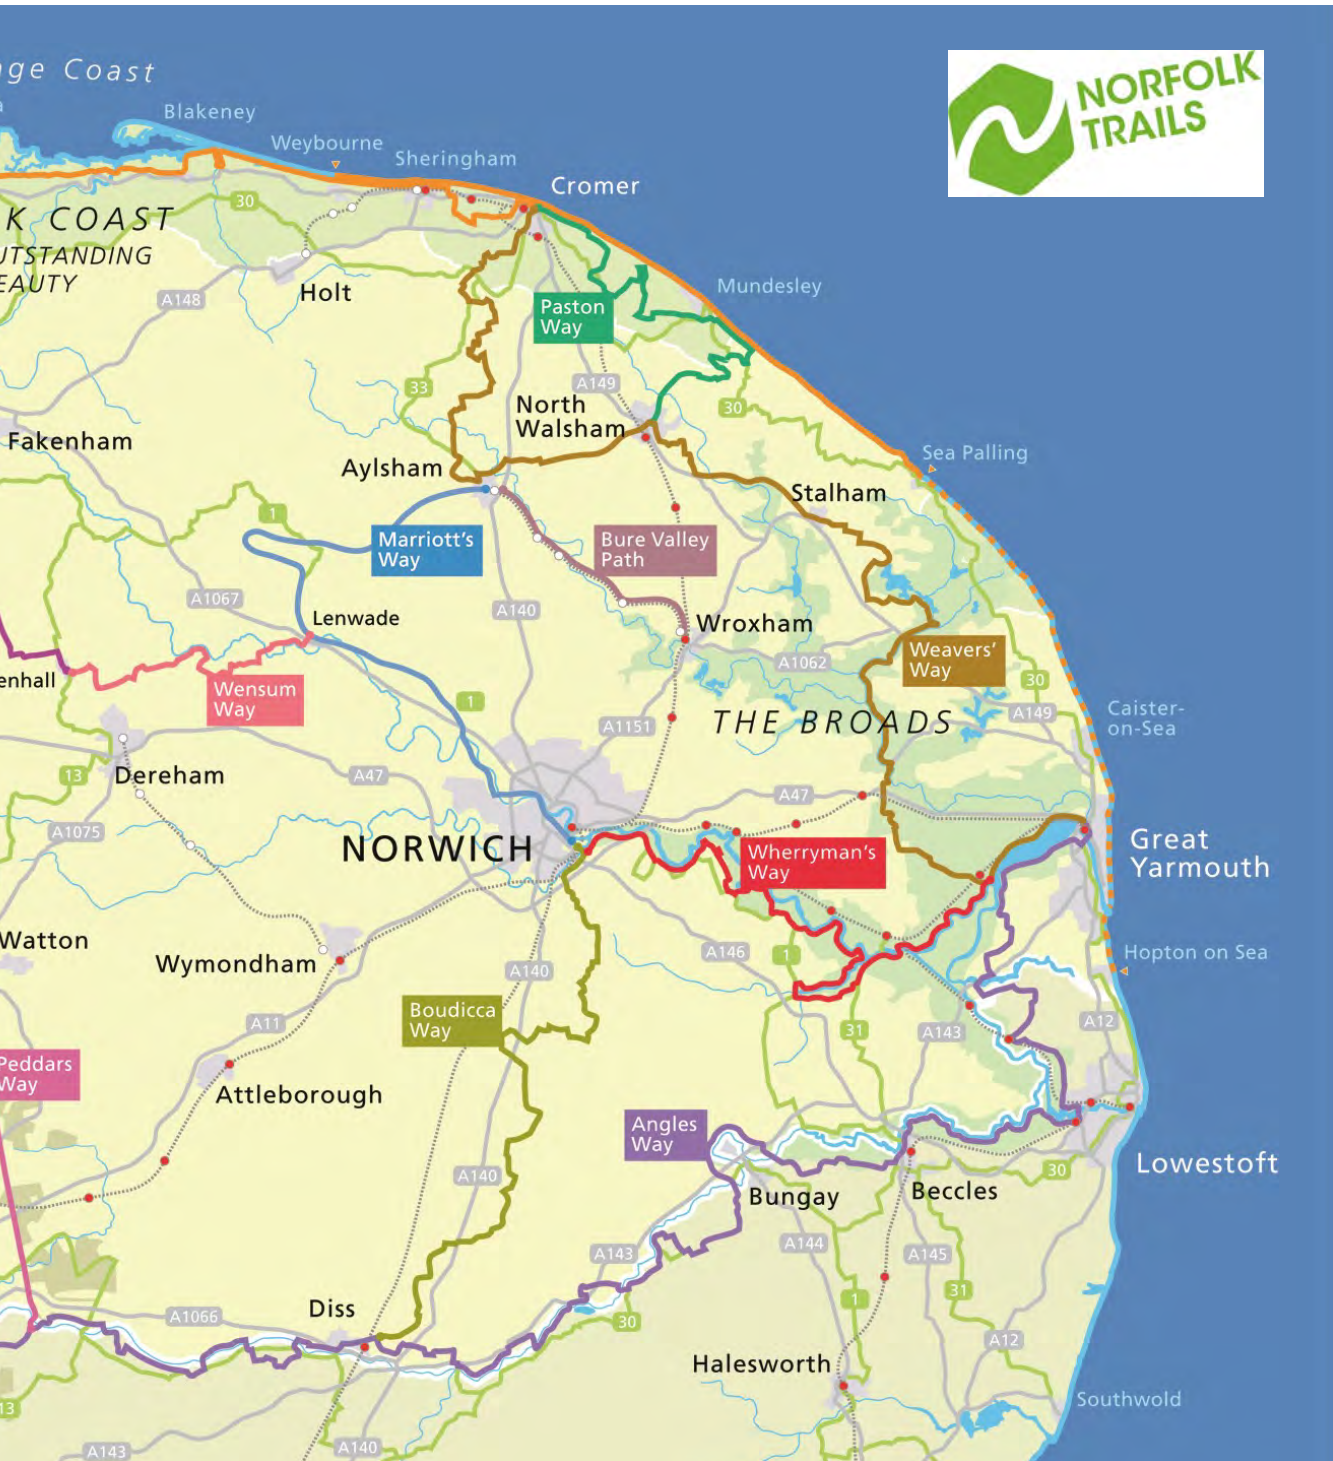 Coast
NORFOLK
TRAILS
Blakeney
Weybourne
Sheringham
Cromer
30
K COAST
UTSTANDING
EAUTY
Holt
A148
Mundesley
Paston
Way
33
A149
30
North
Walsham
Fakenham
Aylsham
Sea Palling
Stalham
1
Marriott's
Way
Bure Valley
Path
A1067
A140
Lenwade
Wroxham
Weavers'
Way
A1062
enhall
Wensum
Way
1
30
A149
Caister-
on-Sea
A1151
THE BROADS
13
Dereham
A47
A47
A1075
NORWICH
Wherryman's
Way
Great
Yarmouth
Watton
Wymondham
A146
1
Hopton on Sea
A140
Boudicca
Way
A11
31
A143
A12
Peddars
Way
Attleborough
Angles
Way
Lowestoft
A140
30
Bungay
Beccles
A143
A144
A145
31
1
Diss
A1066
30
A12
Halesworth
13
Southwold
A143
A140